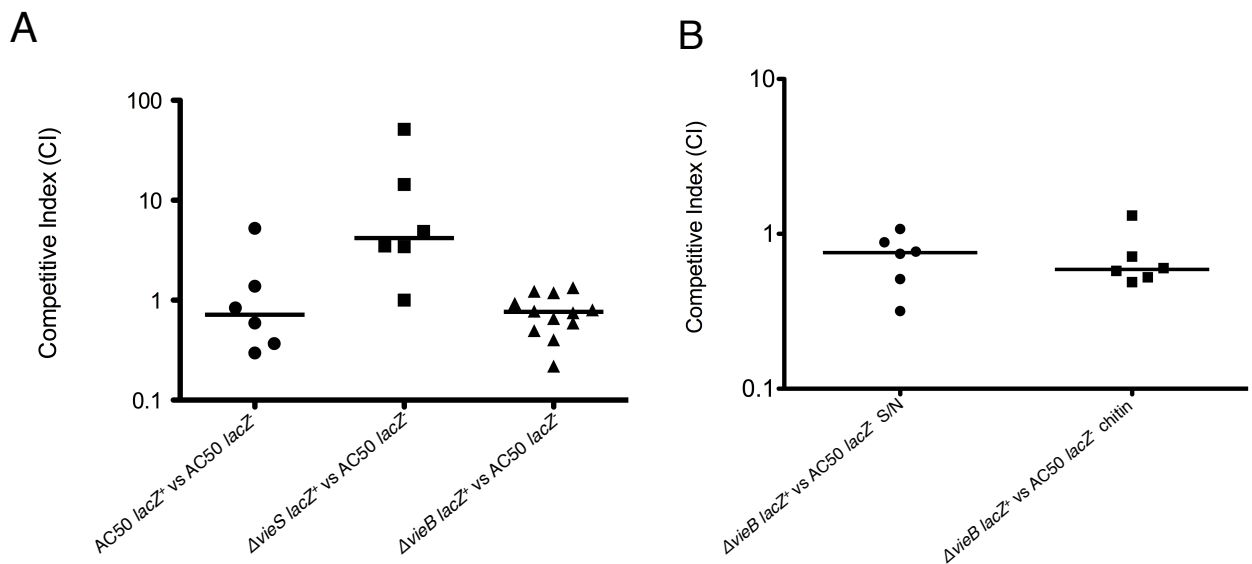 A
Competitive Index (CI)
100
10
1
0.1
AC50 lacZ+ vs AC50 lacZ-
ΔvieS lacZ+ vs AC50 lacZ-
ΔvieB lacZ+ vs AC50 lacZ-
B
Competitive Index (CI)
10
1
0.1
ΔvieB lacZ+ vs AC50 lacZ- S/N
ΔvieB lacZ+ vs AC50 lacZ- chitin